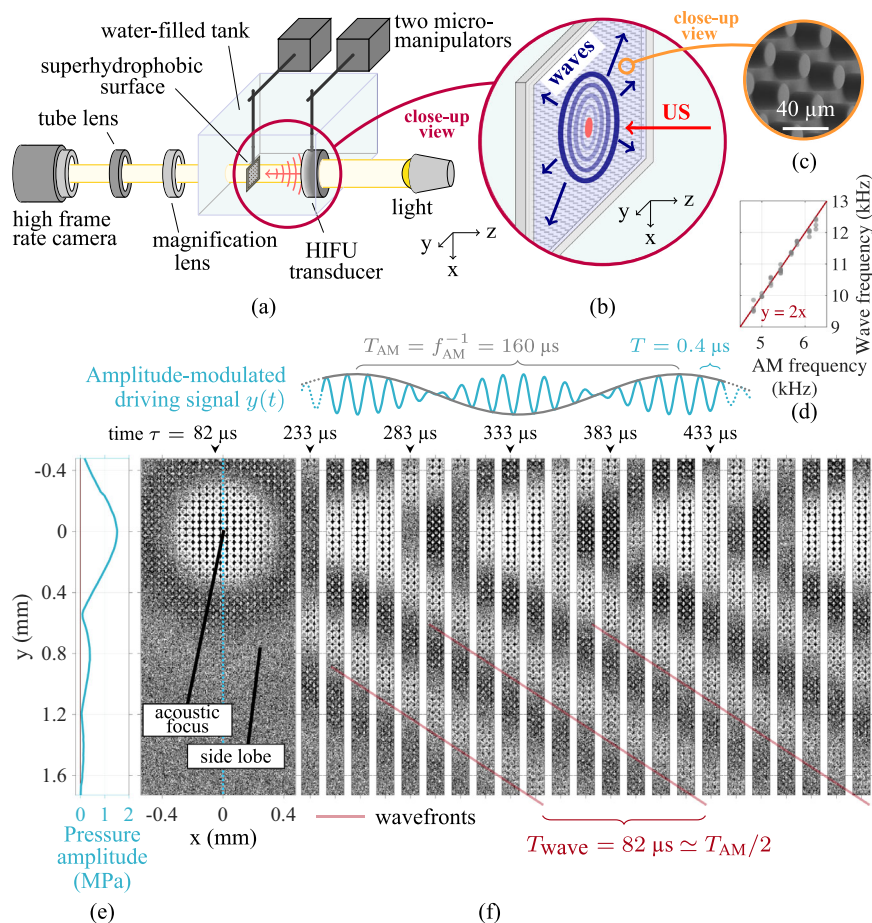 water-filled tank
two micro-
manipulators
superhydrophobic
surface
tube lens
close-up
view
high frame
rate camera
magnification
lens
HIFU
transducer
light
y
z
x
(a)
waves
US
y
z
x
(b)
close-up
view
40 μm
(c)
13
12
11
10
9
Wave frequency (kHz)
y = 2x
5
6
AM frequency
(kHz)
(d)
T_AM = f_AM^-1 = 160 μs
T = 0.4 μs
Amplitude-modulated
driving signal y(t)
time τ = 82 μs
233 μs
283 μs
333 μs
383 μs
433 μs
-0.4
0
0.4
0.8
1.2
1.6
y (mm)
0 1 2
Pressure
amplitude
(MPa)
(e)
acoustic
focus
side lobe
-0.4 0 0.4
x (mm)
wavefronts
T_wave = 82 μs ≃ T_AM/2
(f)